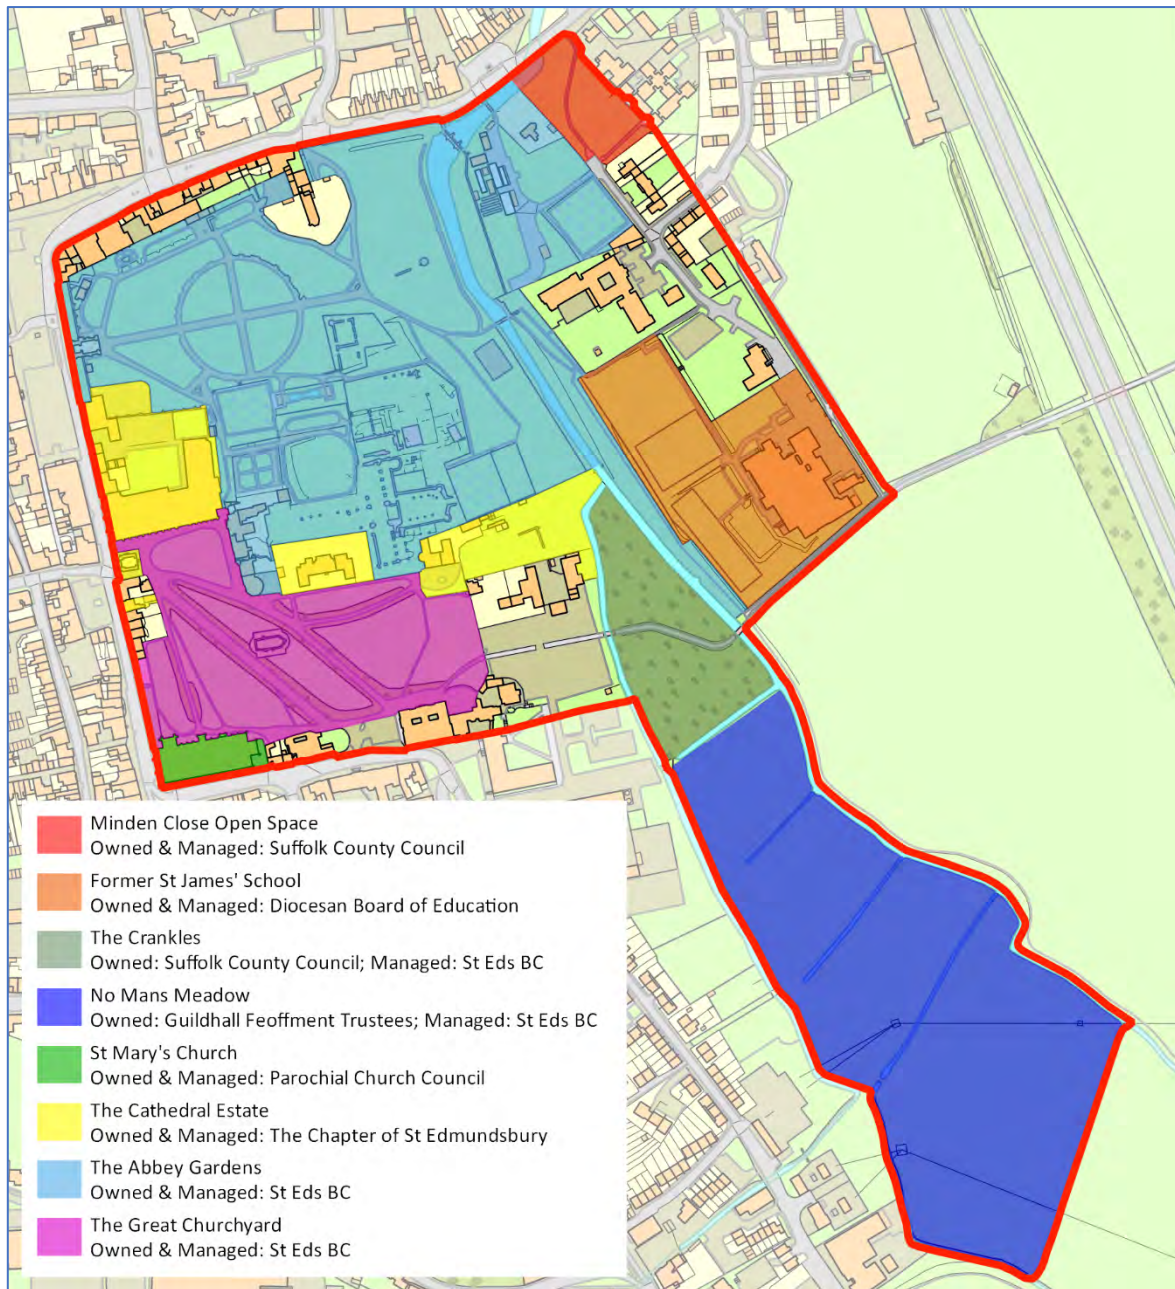 Minden Close Open Space
Owned & Managed: Suffolk County Council
Former St James' School
Owned & Managed: Diocesan Board of Education
The Crankles
Owned: Suffolk County Council; Managed: St Eds BC
No Mans Meadow
Owned: Guildhall Feoffment Trustees; Managed: St Eds BC
St Mary's Church
Owned & Managed: Parochial Church Council
The Cathedral Estate
Owned & Managed: The Chapter of St Edmundsbury
The Abbey Gardens
Owned & Managed: St Eds BC
The Great Churchyard
Owned & Managed: St Eds BC